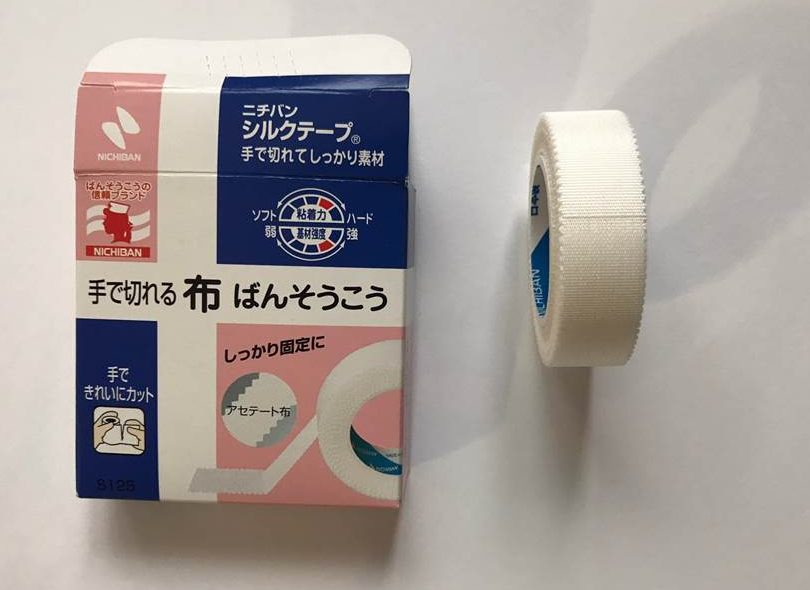 NICHIBAN
ニチバン
シルクテープ®
手で切れてしっかり素材
ばんそうこうの
信頼ブランド
NICHIBAN
ソフト
粘着力
ハード
弱
基材強度
強
手で切れる 布 ばんそうこう
しっかり固定に
手で
きれいにカット
アセテート布
S125
NICHIBAN